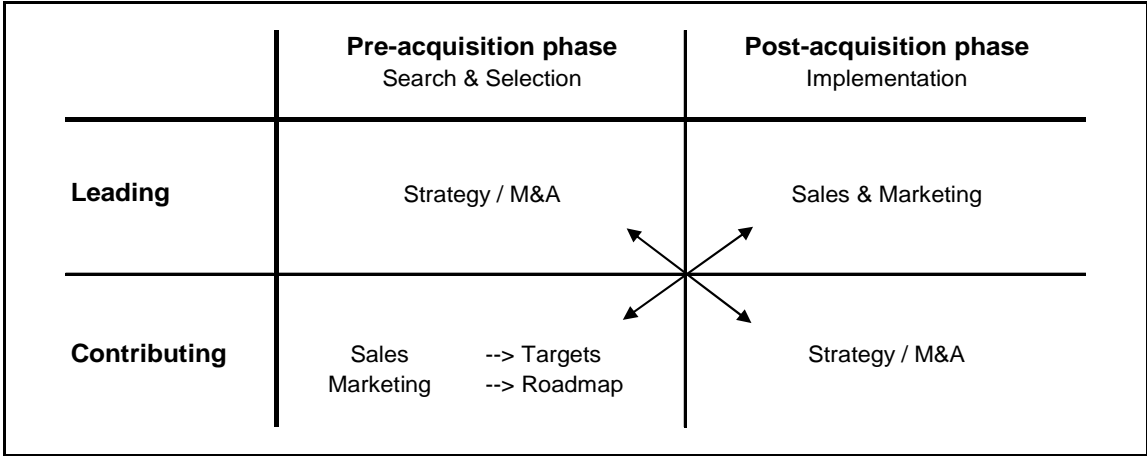 Pre-acquisition phase
Search & Selection
Post-acquisition phase
Implementation
Leading
Strategy / M&A
Sales & Marketing
Contributing
Sales --> Targets
Marketing --> Roadmap
Strategy / M&A